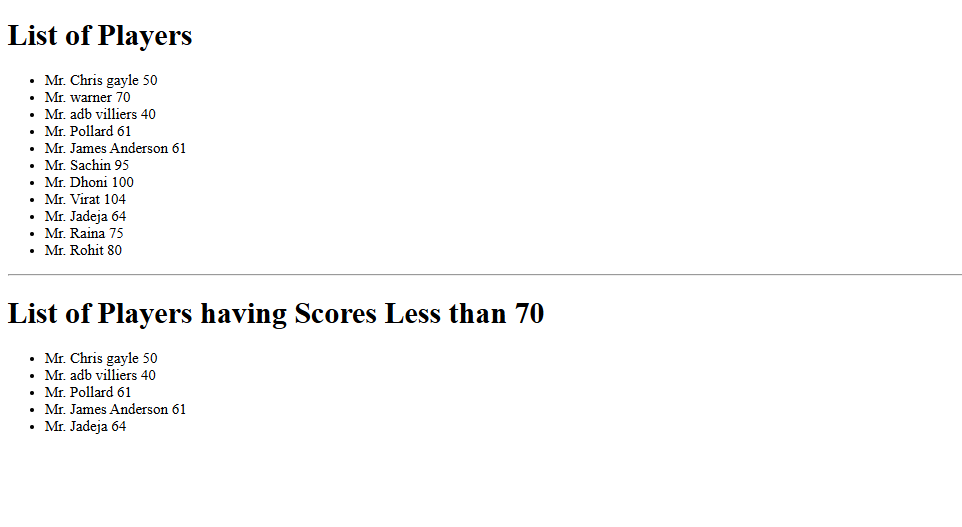 List of Players
Mr. Chris gayle 50
Mr. warner 70
Mr. adb villiers 40
Mr. Pollard 61
Mr. James Anderson 61
Mr. Sachin 95
Mr. Dhoni 100
Mr. Virat 104
Mr. Jadeja 64
Mr. Raina 75
Mr. Rohit 80
List of Players having Scores Less than 70
Mr. Chris gayle 50
Mr. adb villiers 40
Mr. Pollard 61
Mr. James Anderson 61
Mr. Jadeja 64